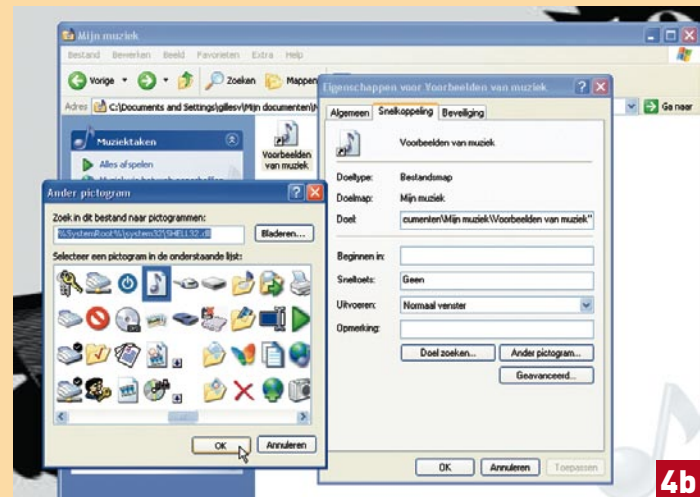 Mijn muziek
Bestand Bewerken Beeld Favorieten Extra Help
Vorige Zoeken Mappen
Adres C:\Documents and Settings\gillesv\Mijn documenten\
Ga naar
Muziektaken
Alles afspelen
Voorbeelden
van muziek
Eigenschappen voor Voorbeelden van muziek
Algemeen Snelkoppeling Beveiliging
Voorbeelden van muziek
Doeltype: Bestandsmap
Doelmap: Mijn muziek
Doel: cumenten\Mijn muziek\Voorbeelden van muziek"
Beginnen in:
Sneltoets: Geen
Uitvoeren: Normaal venster
Opmerking:
Doel zoeken... Ander pictogram...
Geavanceerd...
OK Annuleren Toepassen
Ander pictogram
Zoek in dit bestand naar pictogrammen:
%SystemRoot%\system32\SHELL32.dll
Bladeren...
Selecteer een pictogram in de onderstaande lijst:
OK Annuleren
4b